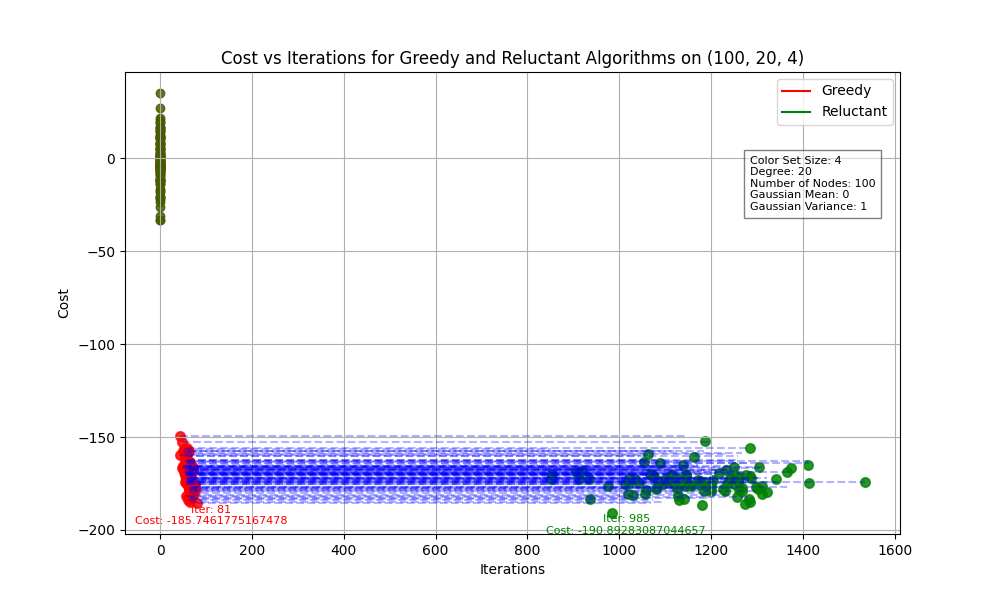 Cost vs Iterations for Greedy and Reluctant Algorithms on (100, 20, 4)
Greedy
Reluctant
Color Set Size: 4
Degree: 20
Number of Nodes: 100
Gaussian Mean: 0
Gaussian Variance: 1
0
−50
−100
−150
−200
Cost
Iter: 81
Cost: -185.7461775167478
Iter: 985
Cost: -190.89283087044657
0 200 400 600 800 1000 1200 1400 1600
Iterations